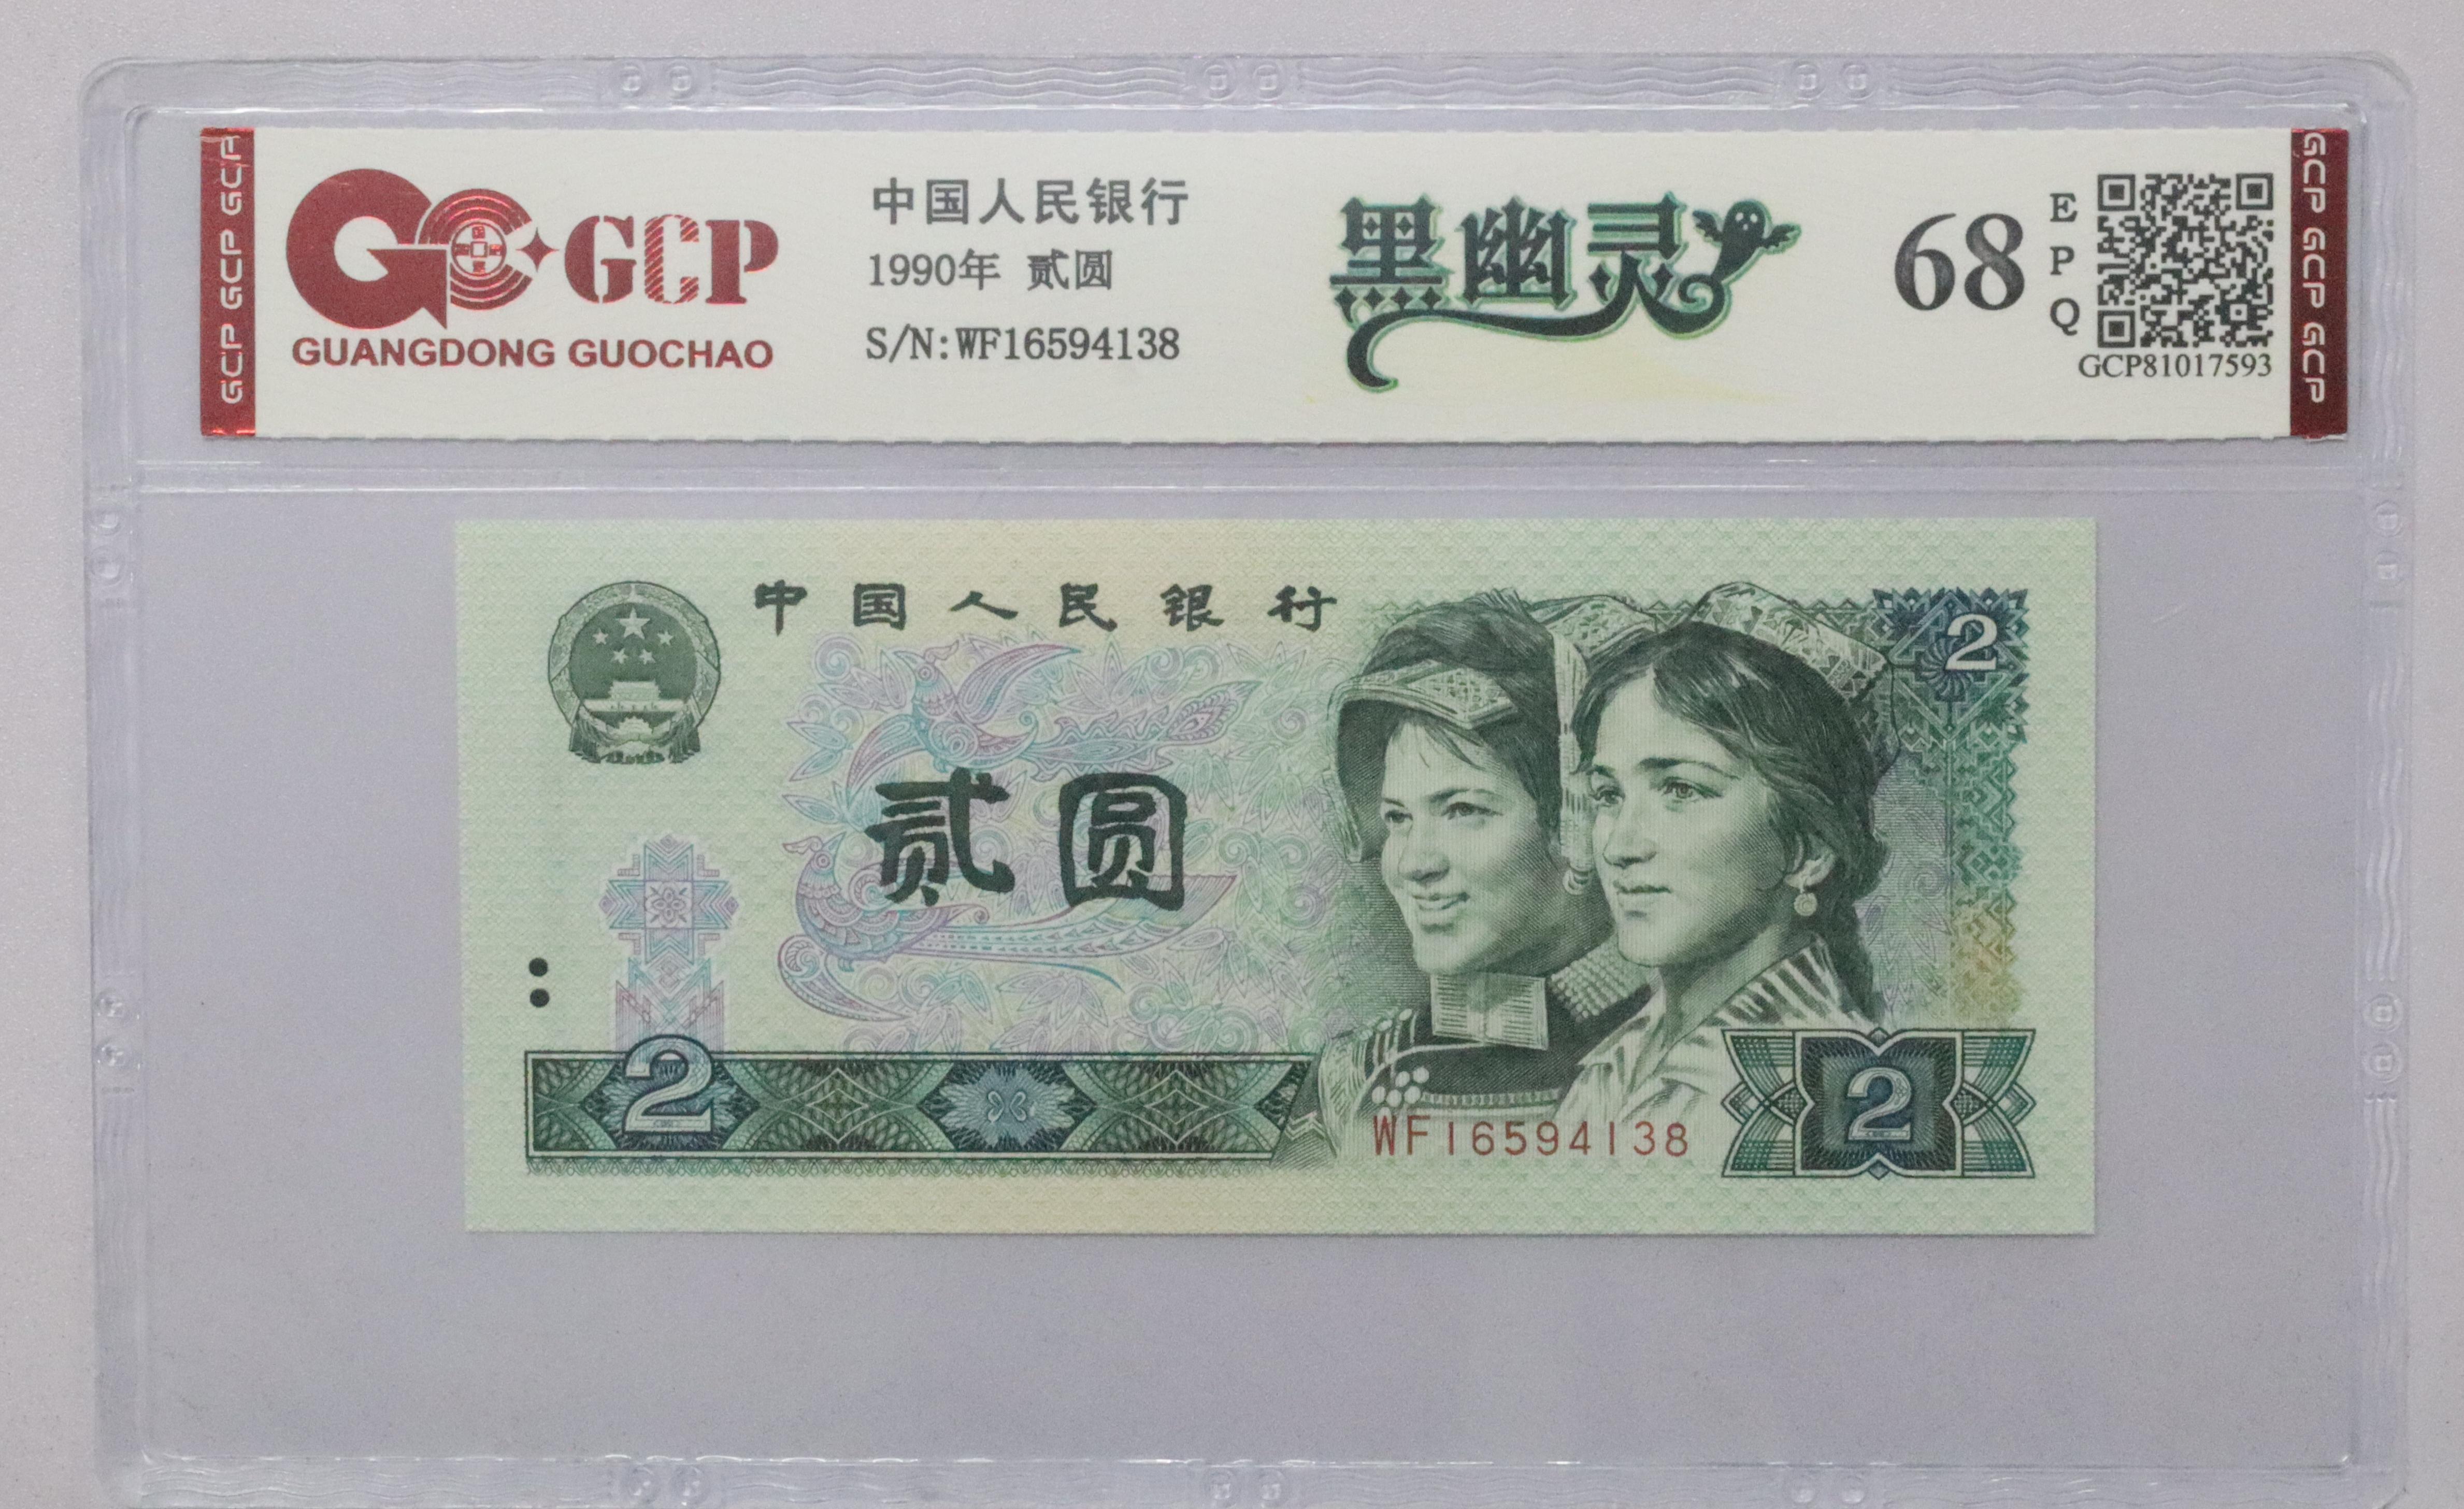 GCP GCP GCP
GCP
GUANGDONG GUOCHAO
中国人民银行
1990年 贰圆
S/N:WF16594138
黑幽灵
68
E
P
Q
GCP81017593
GCP GCP GCP
中国人民银行
2
贰圆
2
WF16594138
2